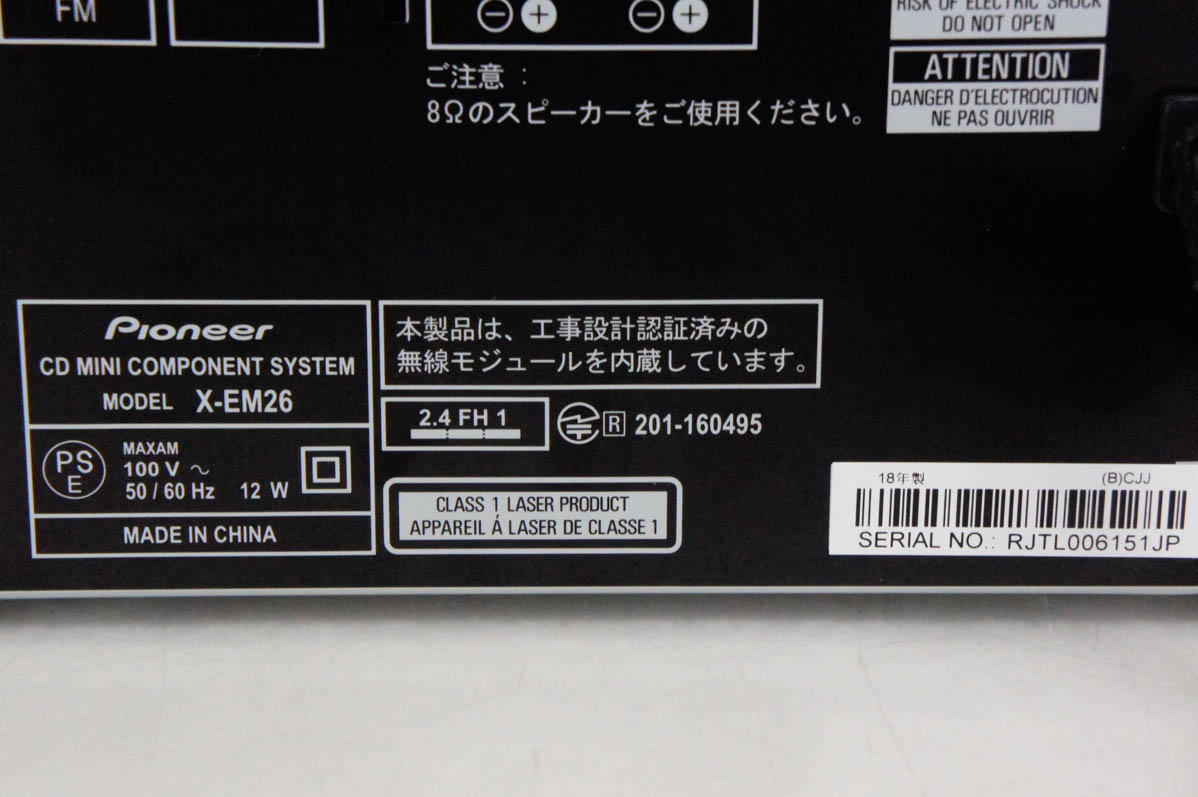 FM
⊖ ⊕ ⊖ ⊕
ご注意：
8Ωのスピーカーをご使用ください。
RISK OF ELECTRIC SHOCK
DO NOT OPEN
ATTENTION
DANGER D'ELECTROCUTION
NE PAS OUVRIR
Pioneer
CD MINI COMPONENT SYSTEM
MODEL X-EM26
PS
E
MAXAM
100 V ～
50 / 60 Hz 12 W
MADE IN CHINA
本製品は、工事設計認証済みの
無線モジュールを内蔵しています。
2.4 FH 1
R 201-160495
CLASS 1 LASER PRODUCT
APPAREIL Á LASER DE CLASSE 1
18年製 (B)CJJ
SERIAL NO.: RJTL006151JP